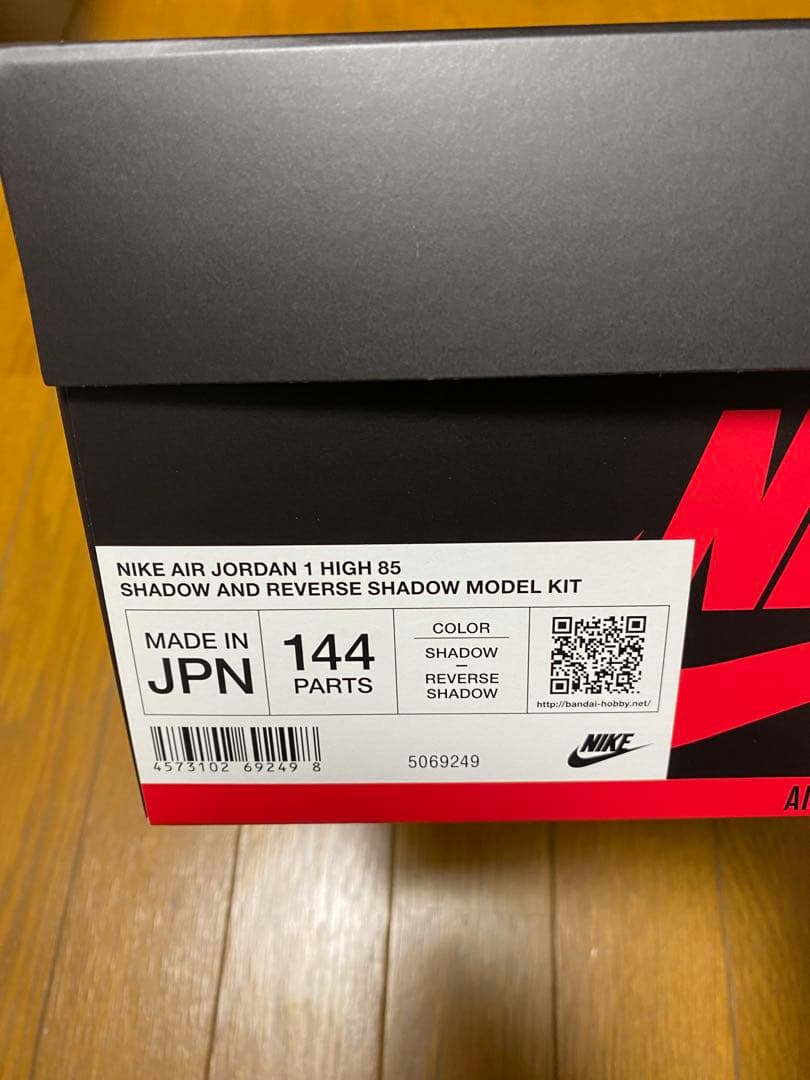 NIKE AIR JORDAN 1 HIGH 85
SHADOW AND REVERSE SHADOW MODEL KIT
MADE IN
JPN
144
PARTS
COLOR
SHADOW
–
REVERSE
SHADOW
http://bandai-hobby.net/
4573102 69249 8
5069249
NIKE